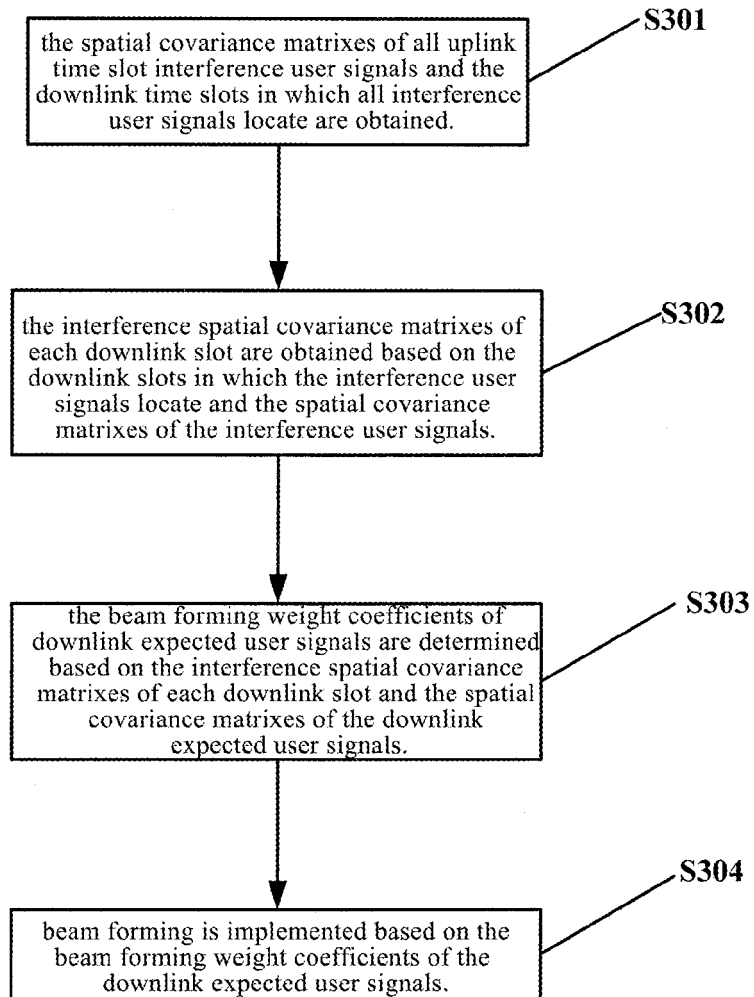 S301
the spatial covariance matrixes of all uplink
time slot interference user signals and the
downlink time slots in which all interference
user signals locate are obtained.
S302
the interference spatial covariance matrixes of
each downlink slot are obtained based on the
downlink slots in which the interference user
signals locate and the spatial covariance
matrixes of the interference user signals.
S303
the beam forming weight coefficients of
downlink expected user signals are determined
based on the interference spatial covariance
matrixes of each downlink slot and the spatial
covariance matrixes of the downlink
expected user signals.
S304
beam forming is implemented based on the
beam forming weight coefficients of the
downlink expected user signals.